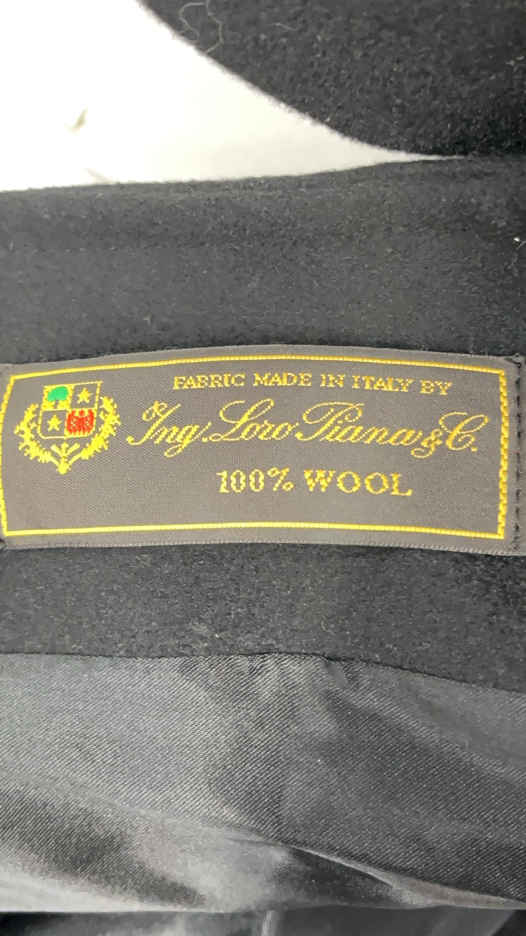 FABRIC MADE IN ITALY BY
Ing. Loro Piana & C.
100% WOOL